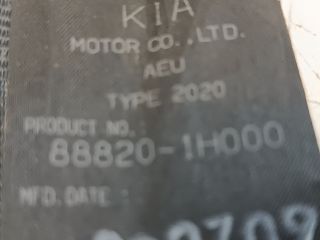 KIA
MOTOR CO.,LTD.
AEU
TYPE 2020
PRODUCT NO.:
88820-1H000
MFD.DATE :